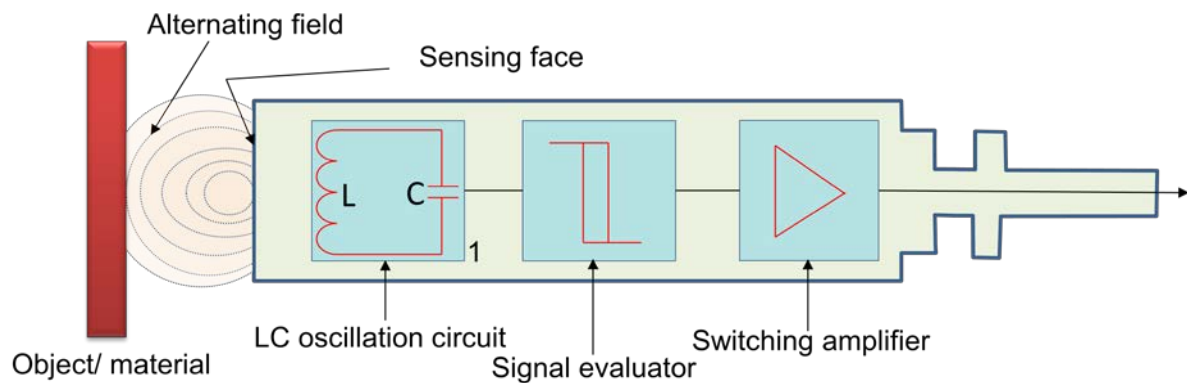 Alternating field
Sensing face
L
C
1
LC oscillation circuit
Switching amplifier
Object/ material
Signal evaluator